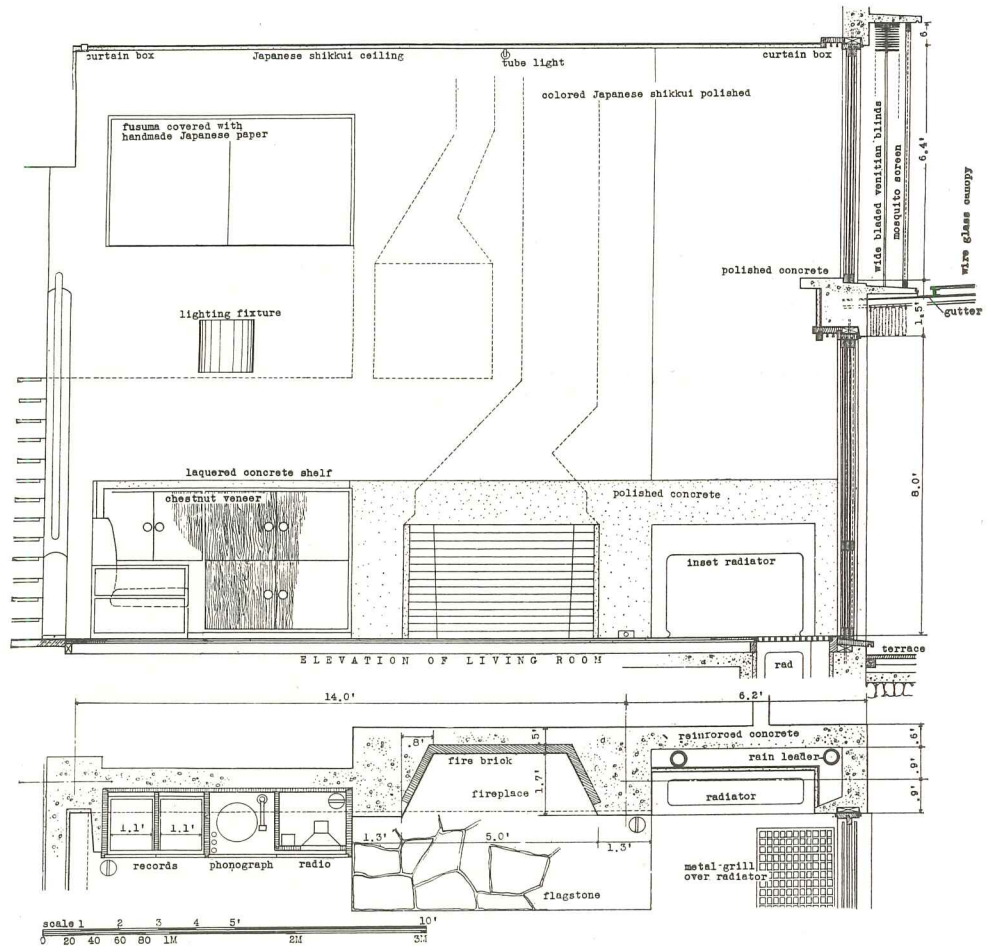 curtain box
Japanese shikkui ceiling
tube light
curtain box
6
colored Japanese shikkui polished
fusuma covered with
handmade Japanese paper
wide bladed venitian blinds
mosquito screen
6.4'
wire glass canopy
polished concrete
1.5'
gutter
lighting fixture
laquered concrete shelf
chestnut veneer
polished concrete
8.0'
inset radiator
ELEVATION OF LIVING ROOM
rad
terrace
14.0'
6.2'
.8'
.5'
reinforced concrete
.6'
fire brick
rain leader
1.7'
.9'
fireplace
radiator
.9'
1.1'
1.1'
1.3'
5.0'
1.3'
records
phonograph
radio
metal-grill
over radiator
flagstone
scale 1 2 3 4 5' 10'
0 20 40 60 80 1M 2M 3M